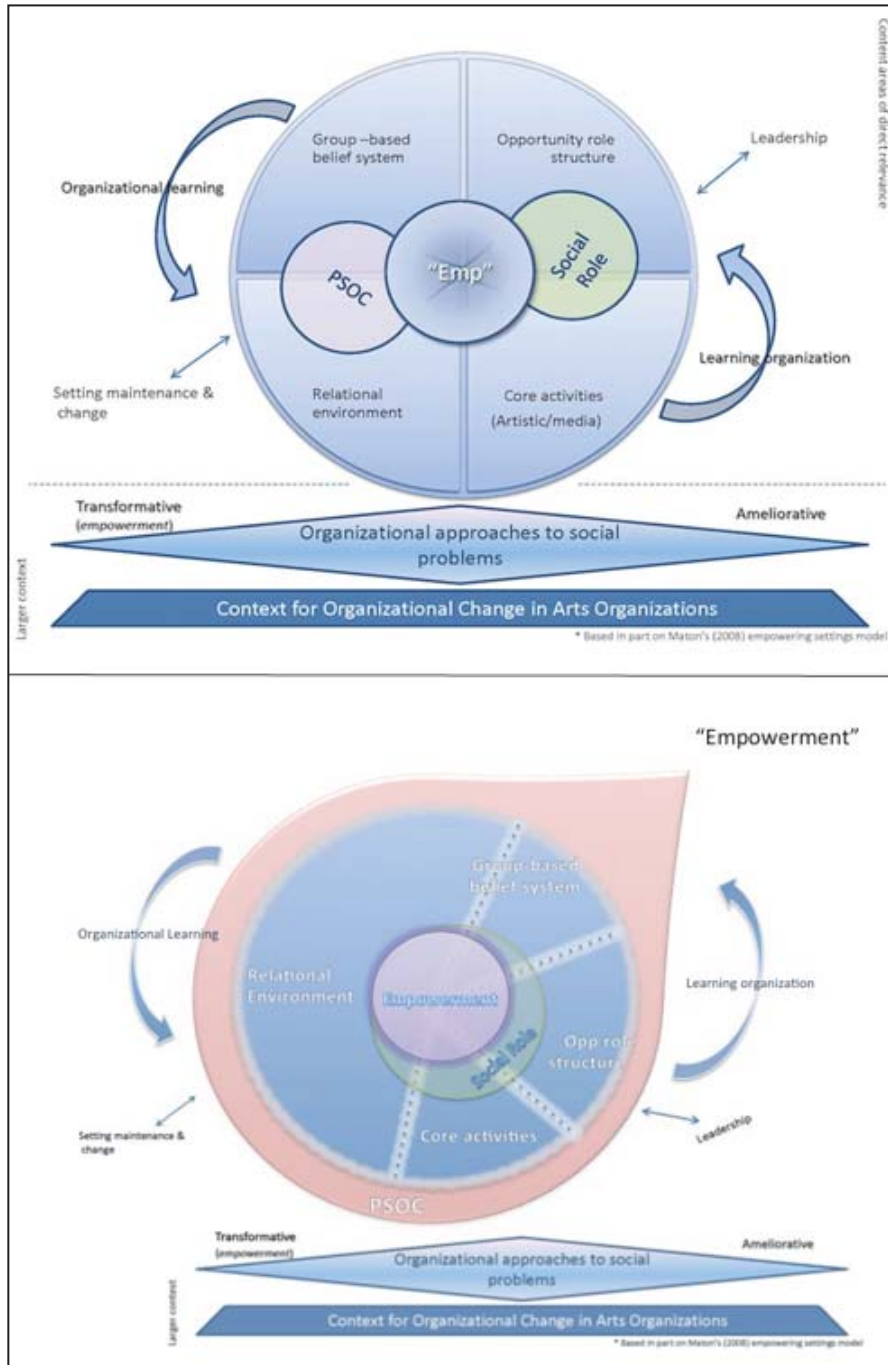 Content areas of direct relevance
Group –based
belief system
Opportunity role
structure
Leadership
Organizational learning
PSOC
"Emp"
Social
Role
Learning organization
Setting maintenance &
change
Relational
environment
Core activities
(Artistic/media)
Transformative
(empowerment)
Ameliorative
Organizational approaches to social
problems
Larger context
Context for Organizational Change in Arts Organizations
* Based in part on Maton's (2008) empowering settings model
"Empowerment"
Group-based
belief system
Organizational Learning
Relational
Environment
Empowerment
Learning organization
Social Role
Opp role
structure
Core activities
Setting maintenance &
change
Leadership
PSOC
Transformative
(empowerment)
Ameliorative
Organizational approaches to social
problems
Larger context
Context for Organizational Change in Arts Organizations
* Based in part on Maton's (2008) empowering settings model